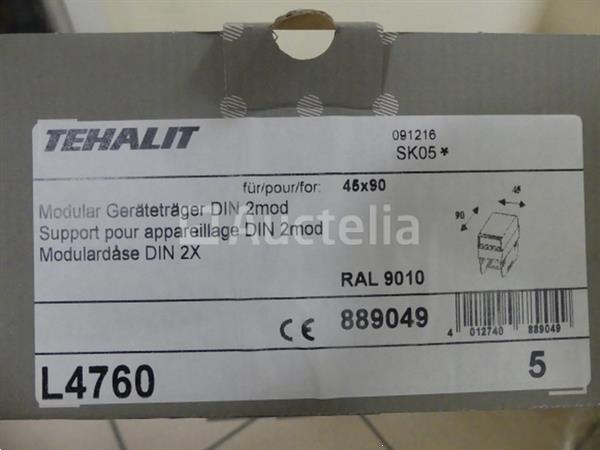 TEHALIT
091216
SK05*
für/pour/for: 45x90
Modular Geräteträger DIN 2mod
Support pour appareillage DIN 2mod
Modulardåse DIN 2X
45
90
Auctelia
RAL 9010
CE 889049
4 012740 889049
L4760
5